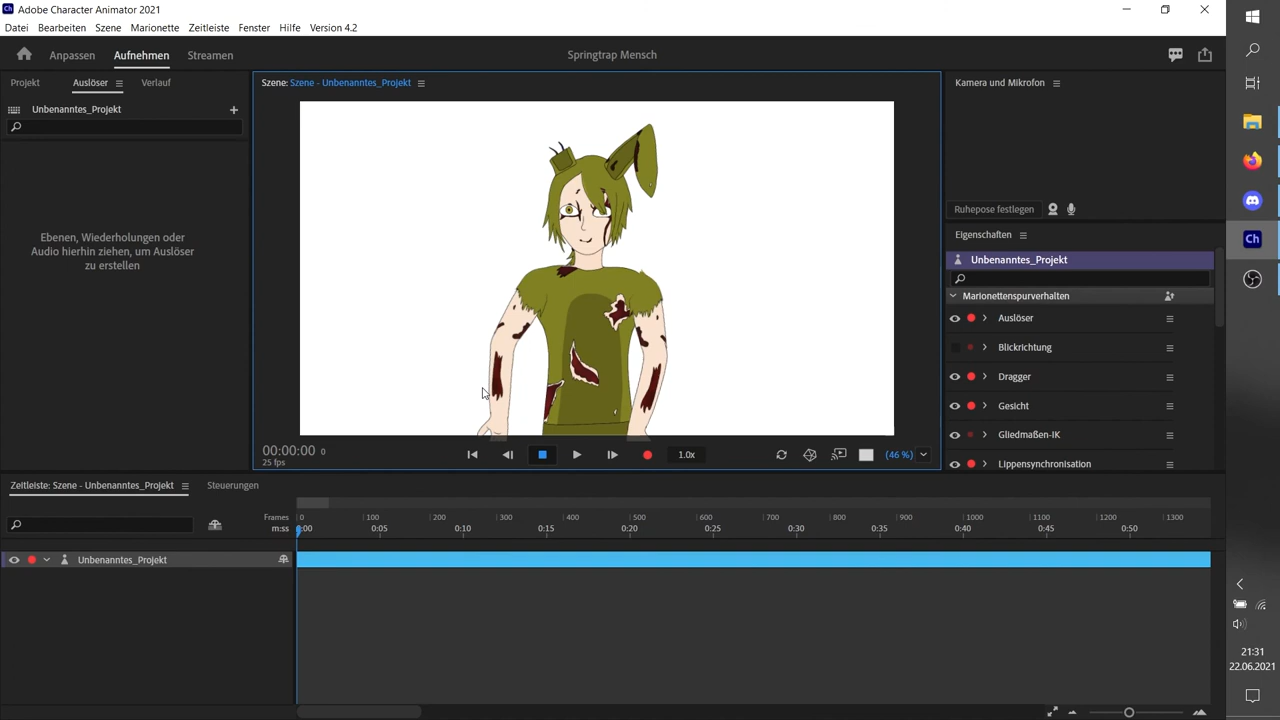 Ch Adobe Character Animator 2021
Datei Bearbeiten Szene Marionette Zeitleiste Fenster Hilfe Version 4.2
Anpassen Aufnehmen Streamen Springtrap Mensch
Projekt Auslöser Verlauf
Szene: Szene - Unbenanntes_Projekt
Kamera und Mikrofon
Unbenanntes_Projekt +
Ruhepose festlegen
Ebenen, Wiederholungen oder
Audio hierhin ziehen, um Auslöser
zu erstellen
Eigenschaften
Unbenanntes_Projekt
Marionettenspurverhalten
Auslöser
Blickrichtung
Dragger
Gesicht
Gliedmaßen-IK
Lippensynchronisation
00:00:00 0
25 fps
1.0x
(46 %)
Zeitleiste: Szene - Unbenanntes_Projekt Steuerungen
Frames 0 100 200 300 400 500 600 700 800 900 1000 1100 1200 1300
m:ss 0:00 0:05 0:10 0:15 0:20 0:25 0:30 0:35 0:40 0:45 0:50
Unbenanntes_Projekt
Ch
21:31
22.06.2021